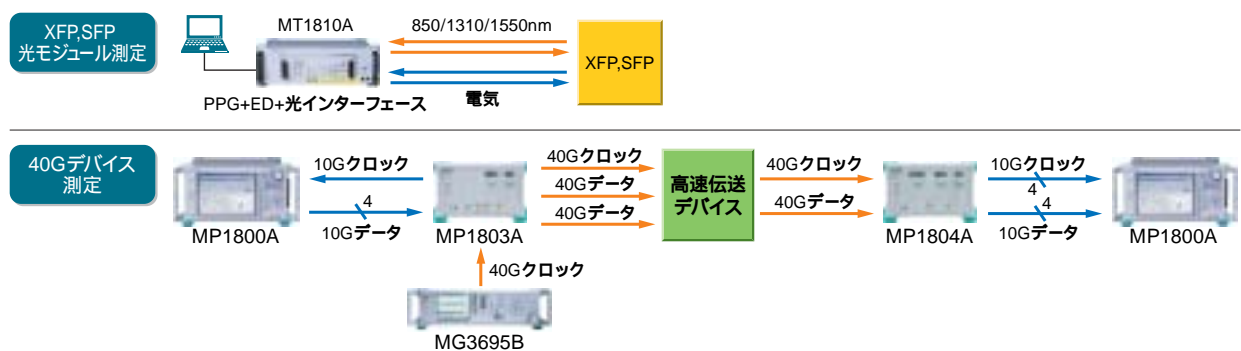 XFP,SFP
光モジュール測定
MT1810A
850/1310/1550nm
XFP,SFP
電気
PPG+ED+光インターフェース
40Gデバイス
測定
10Gクロック
4
10Gデータ
MP1800A
MP1803A
40Gクロック
40Gデータ
40Gデータ
40Gクロック
MG3695B
高速伝送
デバイス
40Gクロック
40Gデータ
MP1804A
10Gクロック
4
4
10Gデータ
MP1800A